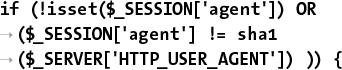 if (!isset($_SESSION['agent']) OR
→ ($_SESSION['agent'] != sha1
→ ($_SERVER['HTTP_USER_AGENT']) )) {